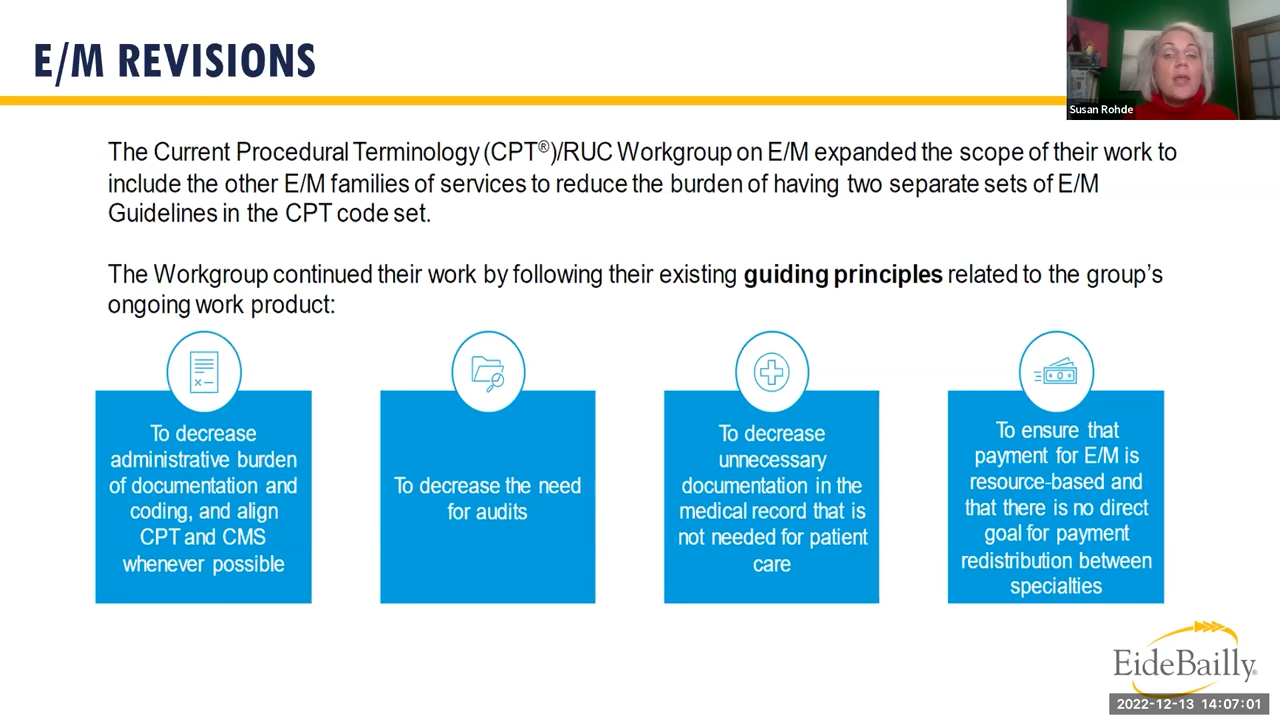 E/M REVISIONS
Susan Rohde
The Current Procedural Terminology (CPT®)/RUC Workgroup on E/M expanded the scope of their work to
include the other E/M families of services to reduce the burden of having two separate sets of E/M
Guidelines in the CPT code set.
The Workgroup continued their work by following their existing guiding principles related to the group's
ongoing work product:
To decrease
administrative burden
of documentation and
coding, and align
CPT and CMS
whenever possible
To decrease the need
for audits
To decrease
unnecessary
documentation in the
medical record that is
not needed for patient
care
To ensure that
payment for E/M is
resource-based and
that there is no direct
goal for payment
redistribution between
specialties
EideBailly®
2022-12-13 14:07:01